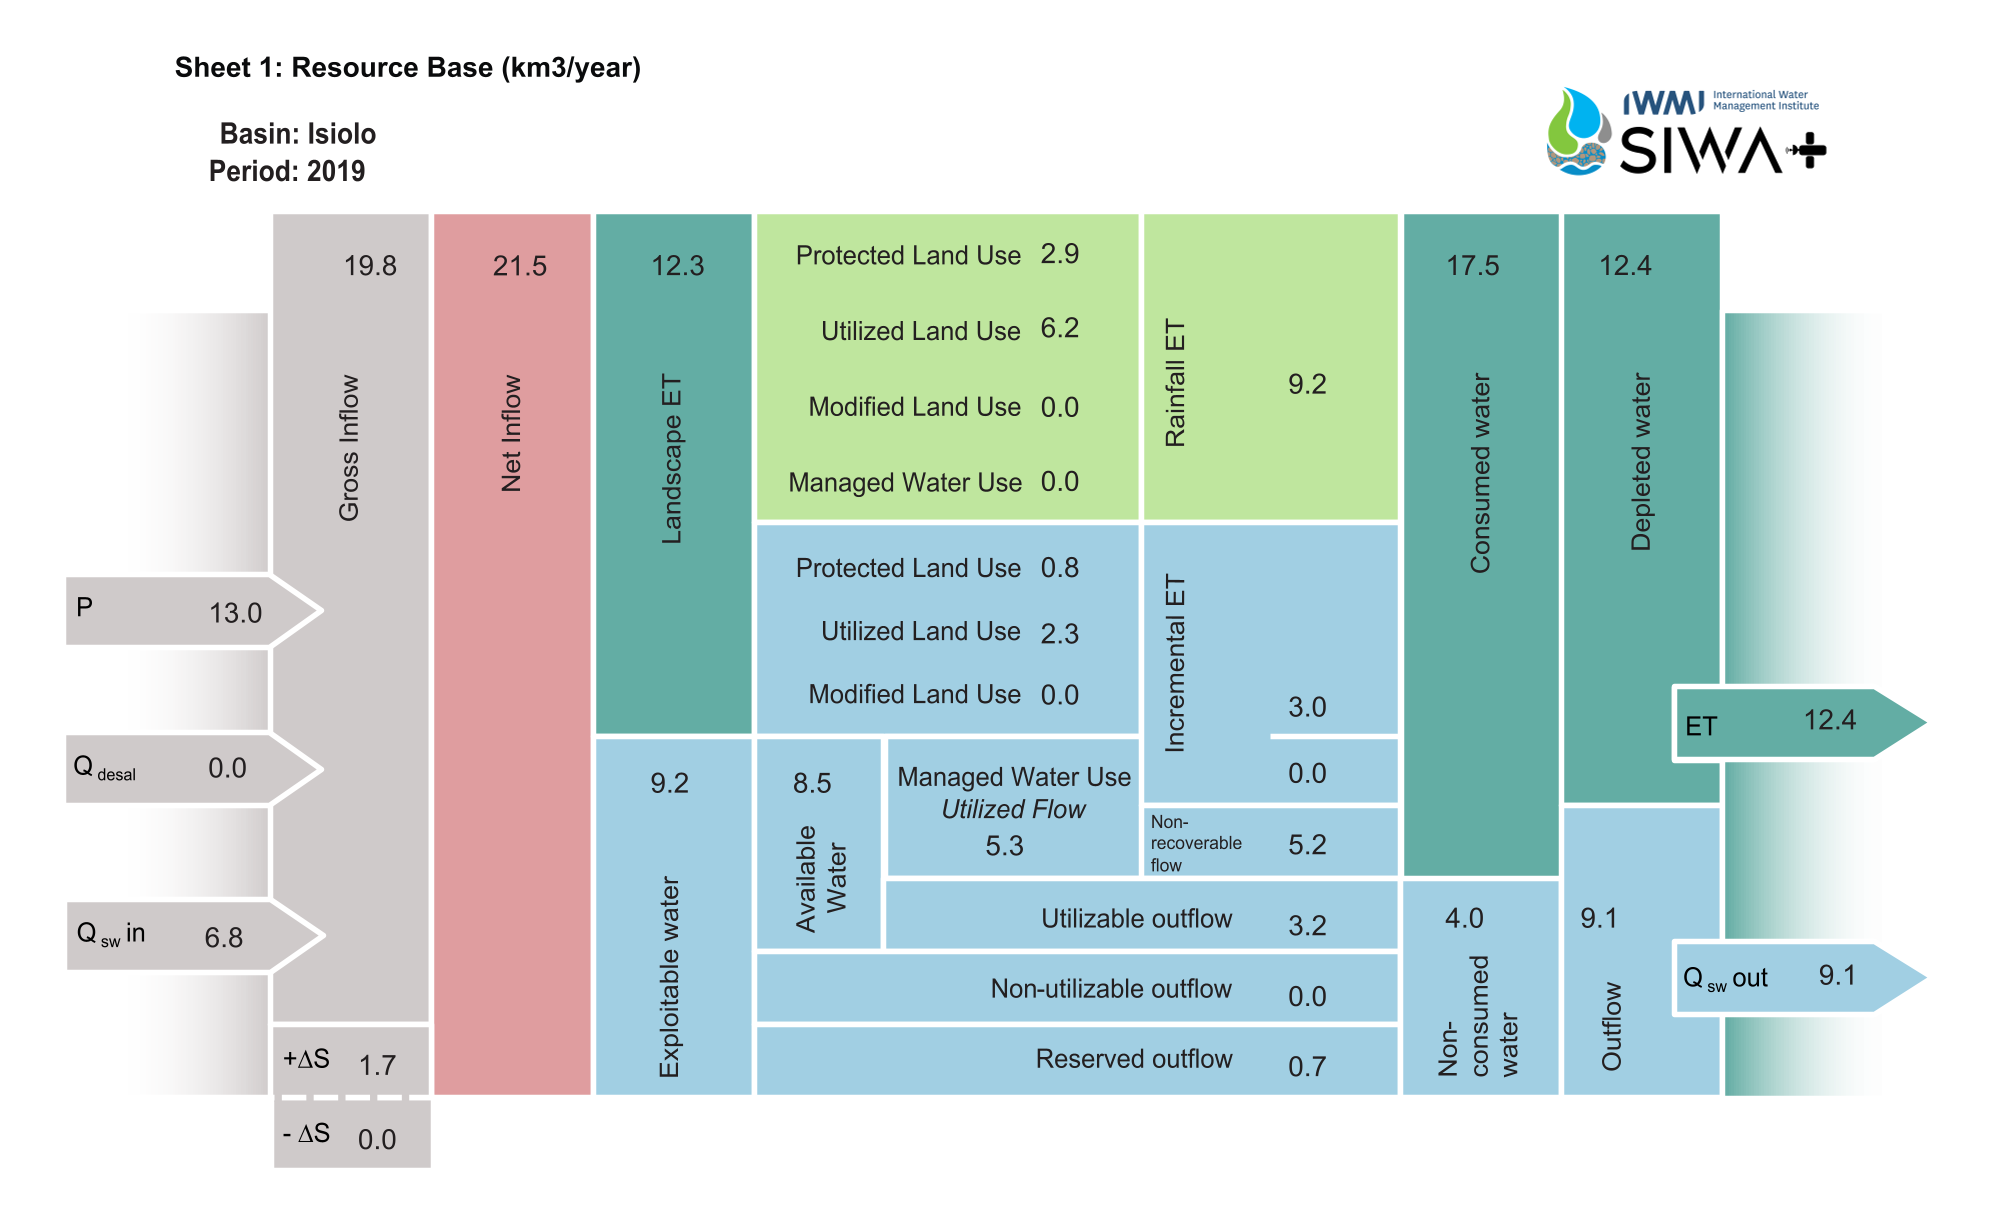 Sheet 1: Resource Base (km3/year)
Basin: Isiolo
Period: 2019
IWMI International Water
Management Institute
SIWA+
19.8
Gross Inflow
21.5
Net Inflow
12.3
Landscape ET
Protected Land Use 2.9
Utilized Land Use 6.2
Modified Land Use 0.0
Managed Water Use 0.0
Rainfall ET
9.2
17.5
Consumed water
12.4
Depleted water
P 13.0
Q desal 0.0
Q sw in 6.8
+ΔS 1.7
- ΔS 0.0
Protected Land Use 0.8
Utilized Land Use 2.3
Modified Land Use 0.0
Incremental ET
3.0
0.0
9.2
Exploitable water
8.5
Available
Water
Managed Water Use
Utilized Flow
5.3
Non-
recoverable
flow
5.2
Utilizable outflow 3.2
Non-utilizable outflow 0.0
Reserved outflow 0.7
4.0
Non-
consumed
water
9.1
Outflow
ET 12.4
Q sw out 9.1